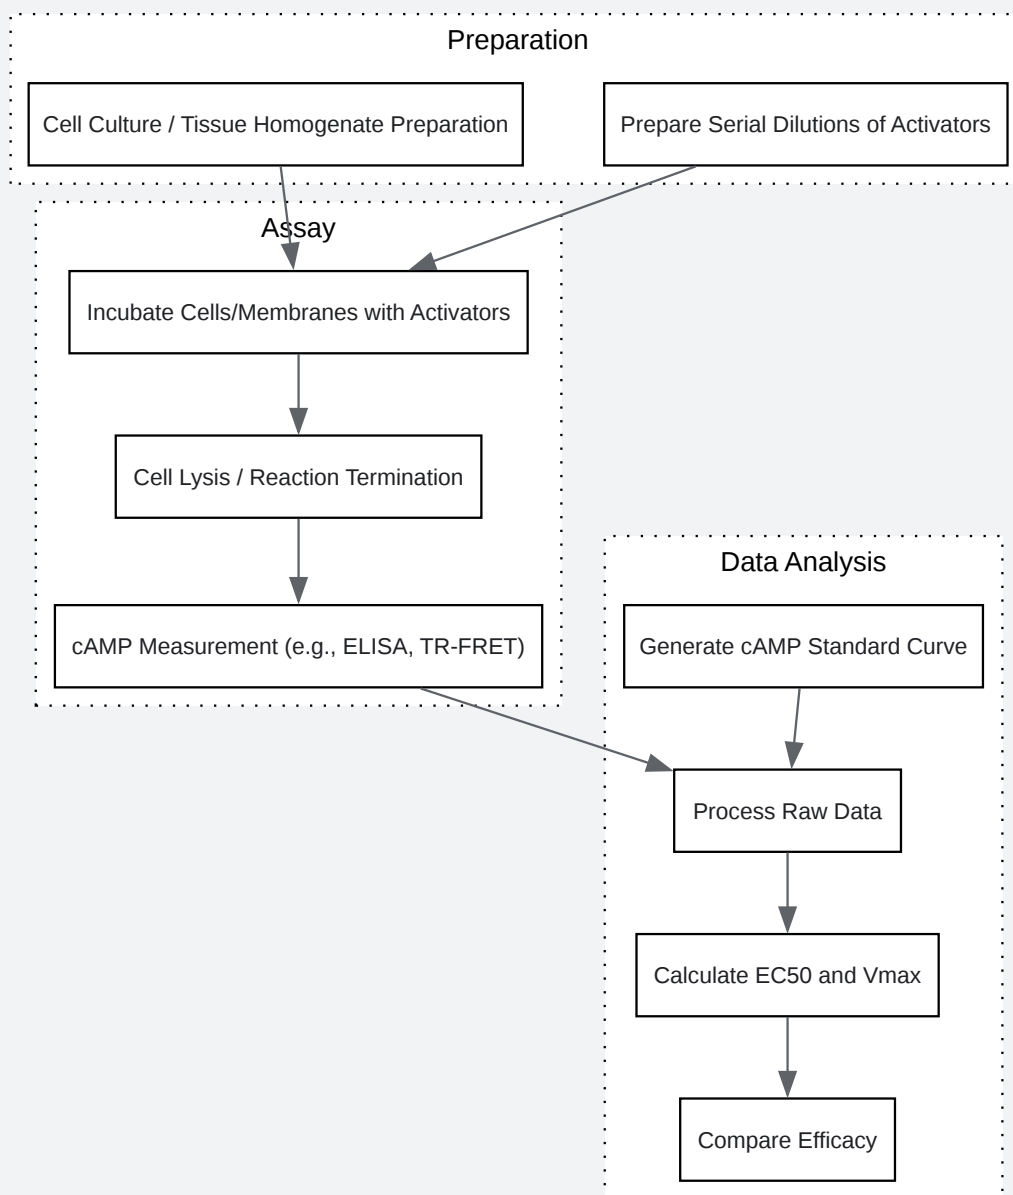 Preparation
Cell Culture / Tissue Homogenate Preparation
Prepare Serial Dilutions of Activators
Assay
Incubate Cells/Membranes with Activators
Cell Lysis / Reaction Termination
cAMP Measurement (e.g., ELISA, TR-FRET)
Data Analysis
Generate cAMP Standard Curve
Process Raw Data
Calculate EC50 and Vmax
Compare Efficacy